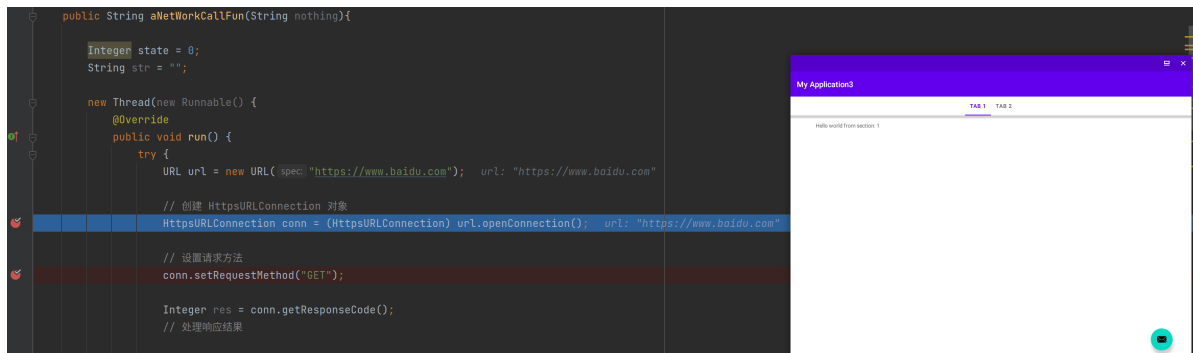 public String aNetWorkCallFun(String nothing){
Integer state = 0;
String str = "";
new Thread(new Runnable() {
@Override
public void run() {
try {
URL url = new URL( spec: "https://www.baidu.com"); url: "https://www.baidu.com"
// 创建 HttpsURLConnection 对象
HttpsURLConnection conn = (HttpsURLConnection) url.openConnection(); url: "https://www.baidu.com"
// 设置请求方法
conn.setRequestMethod("GET");
Integer res = conn.getResponseCode();
// 处理响应结果
My Application3
TAB 1 TAB 2
Hello world from section: 1